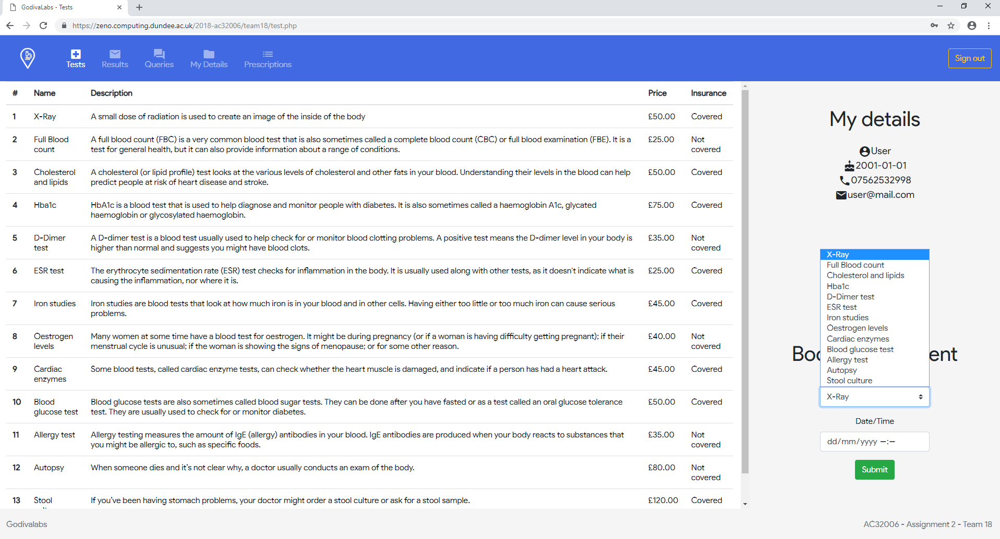 GodivaLabs - Tests
https://zeno.computing.dundee.ac.uk/2018-ac32006/team18/test.php
Tests
Results
Queries
My Details
Prescriptions
Sign out
# Name Description Price Insurance
1 X-Ray A small dose of radiation is used to create an image of the inside of the body £50.00 Covered
2 Full Blood A full blood count (FBC) is a very common blood test that is also sometimes called a complete blood count (CBC) or full blood examination (FBE). It is a £25.00 Not
count test for general health, but it can also provide information about a range of conditions. covered
3 Cholesterol A cholesterol (or lipid profile) test looks at the various levels of cholesterol and other fats in your blood. Understanding their levels in the blood can help £50.00 Covered
and lipids predict people at risk of heart disease and stroke.
4 Hba1c HbA1c is a blood test that is used to help diagnose and monitor people with diabetes. It is also sometimes called a haemoglobin A1c, glycated £75.00 Covered
haemoglobin or glycosylated haemoglobin.
5 D-Dimer A D-dimer test is a blood test usually used to help check for or monitor blood clotting problems. A positive test means the D-dimer level in your body is £35.00 Not
test higher than normal and suggests you might have blood clots. covered
6 ESR test The erythrocyte sedimentation rate (ESR) test checks for inflammation in the body. It is usually used along with other tests, as it doesn't indicate what is £25.00 Covered
causing the inflammation, nor where it is.
7 Iron studies Iron studies are blood tests that look at how much iron is in your blood and in other cells. Having either too little or too much iron can cause serious £45.00 Covered
problems.
8 Oestrogen Many women at some time have a blood test for oestrogen. It might be during pregnancy (or if a woman is having difficulty getting pregnant); if their £40.00 Not
levels menstrual cycle is unusual; if the woman is showing the signs of menopause; or for some other reason. covered
9 Cardiac Some blood tests, called cardiac enzyme tests, can check whether the heart muscle is damaged, and indicate if a person has had a heart attack. £45.00 Covered
enzymes
10 Blood Blood glucose tests are also sometimes called blood sugar tests. They can be done after you have fasted or as a test called an oral glucose tolerance £50.00 Covered
glucose test test. They are usually used to check for or monitor diabetes.
11 Allergy test Allergy testing measures the amount of IgE (allergy) antibodies in your blood. IgE antibodies are produced when your body reacts to substances that £35.00 Not
you might be allergic to, such as specific foods. covered
12 Autopsy When someone dies and it’s not clear why, a doctor usually conducts an exam of the body. £80.00 Not
covered
13 Stool If you’ve been having stomach problems, your doctor might order a stool culture or ask for a stool sample. £120.00 Covered
My details
User
2001-01-01
07562532998
user@mail.com
X-Ray
Full Blood count
Cholesterol and lipids
Hba1c
D-Dimer test
ESR test
Iron studies
Oestrogen levels
Cardiac enzymes
Blood glucose test
Allergy test
Autopsy
Stool culture
X-Ray
Date/Time
dd/mm/yyyy --:--
Submit
Godivalabs
AC32006 - Assignment 2 - Team 18